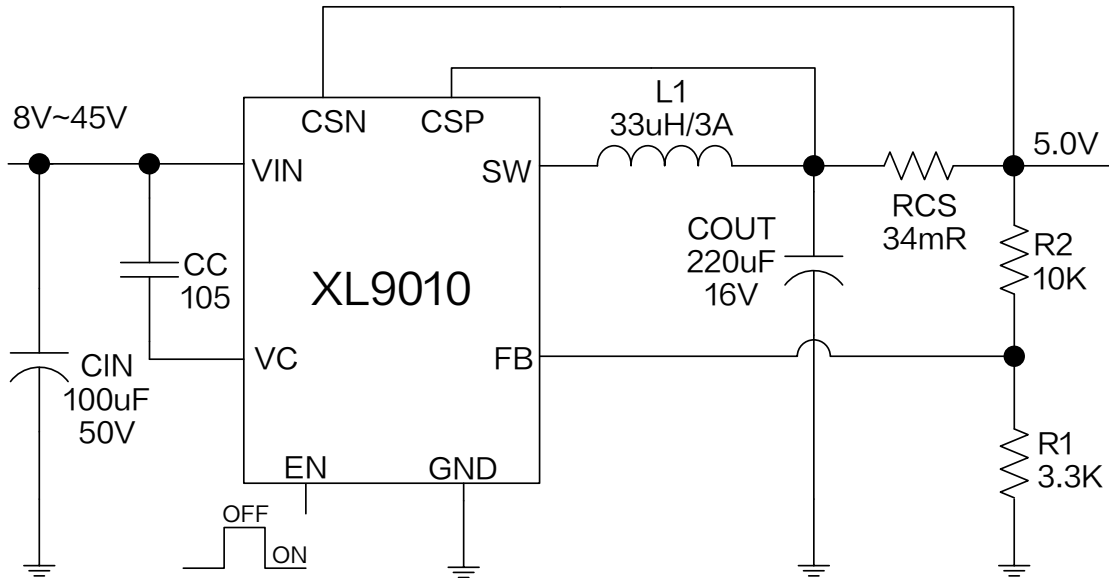 8V~45V
CSN
CSP
L1
33uH/3A
5.0V
VIN
SW
RCS
34mR
COUT
220uF
16V
R2
10K
CC
105
XL9010
VC
FB
CIN
100uF
50V
R1
3.3K
EN
GND
OFF
ON